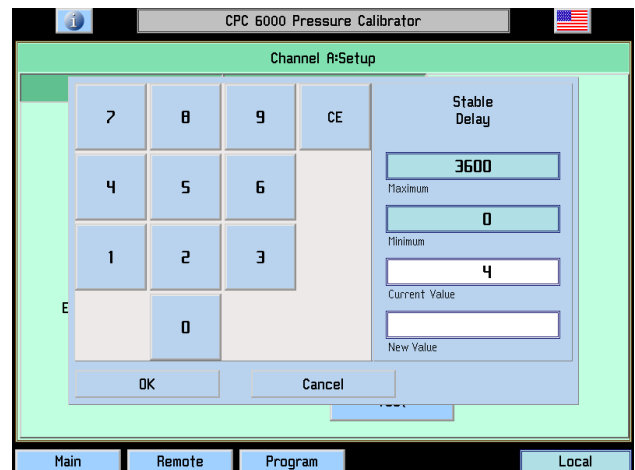 CPC 6000 Pressure Calibrator
Channel A:Setup
7 8 9 CE
4 5 6
1 2 3
0
Stable
Delay
3600
Maximum
0
Minimum
4
Current Value
New Value
E
OK Cancel
Main Remote Program Local